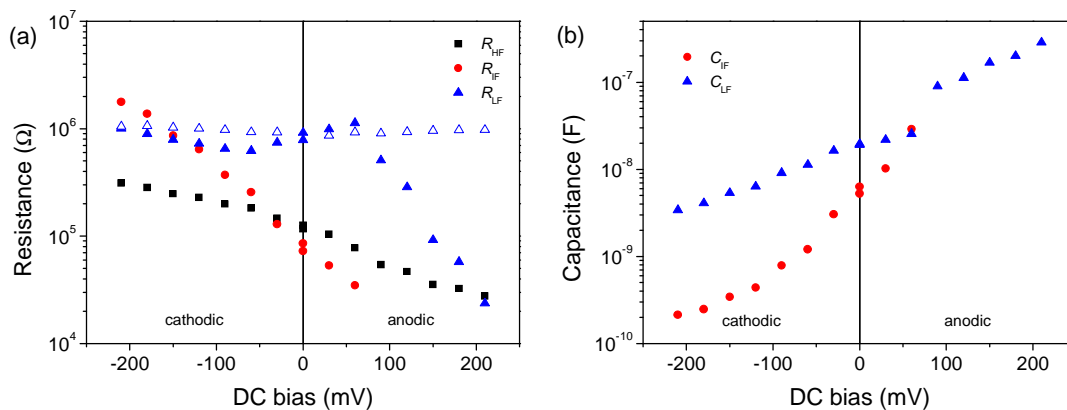 (a)
10^7
10^6
10^5
10^4
Resistance (Ω)
R_HF
R_IF
R_LF
cathodic
anodic
-200
-100
0
100
200
DC bias (mV)
(b)
10^-7
10^-8
10^-9
10^-10
Capacitance (F)
C_IF
C_LF
cathodic
anodic
-200
-100
0
100
200
DC bias (mV)